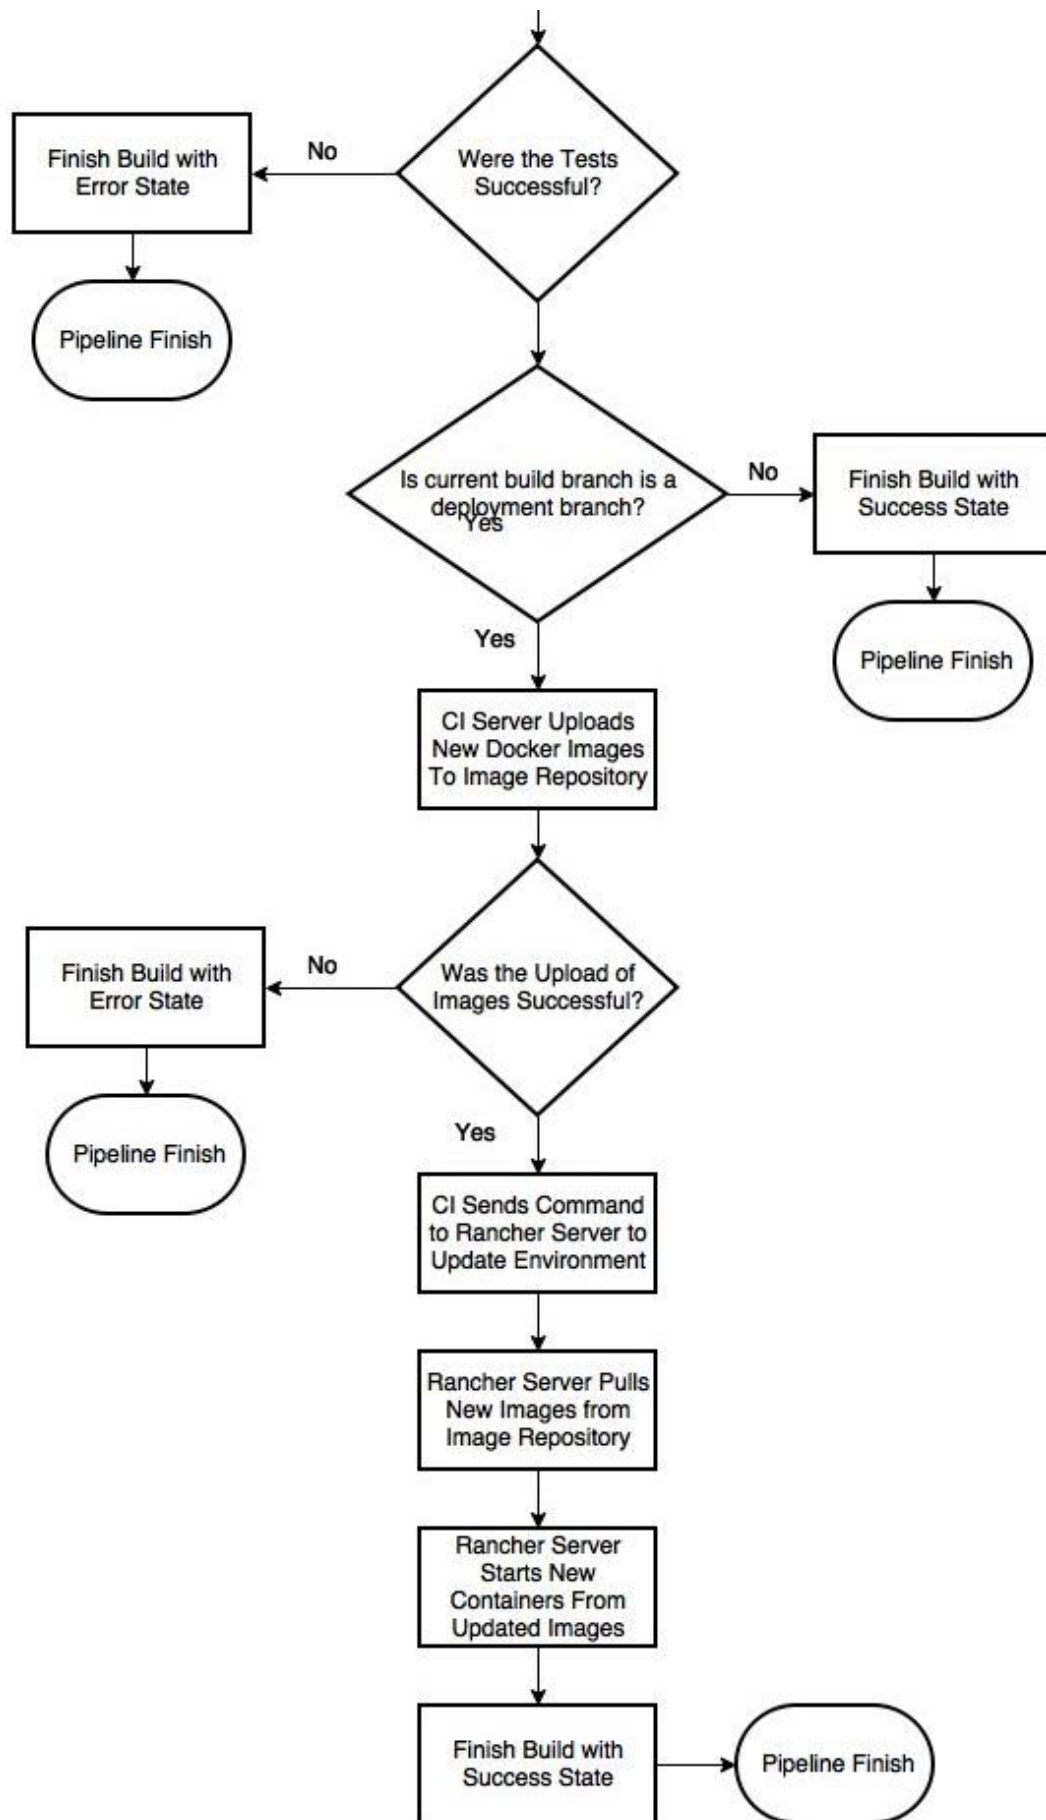 No
Finish Build with
Error State
Were the Tests
Successful?
Pipeline Finish
Is current build branch is a
deployment branch?
Yes
No
Finish Build with
Success State
Yes
Pipeline Finish
CI Server Uploads
New Docker Images
To Image Repository
No
Finish Build with
Error State
Was the Upload of
Images Successful?
Pipeline Finish
Yes
CI Sends Command
to Rancher Server to
Update Environment
Rancher Server Pulls
New Images from
Image Repository
Rancher Server
Starts New
Containers From
Updated Images
Finish Build with
Success State
Pipeline Finish